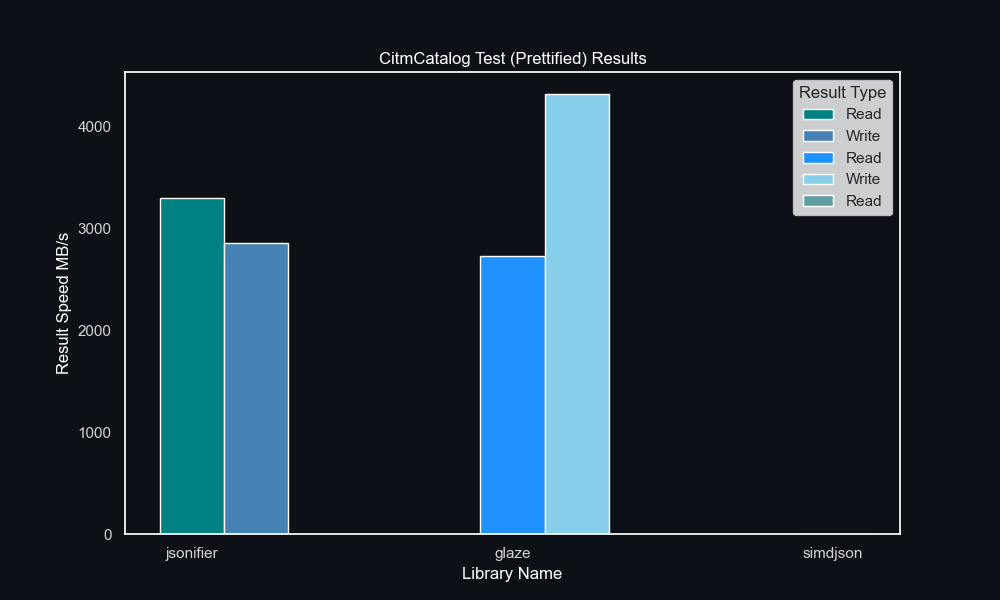 CitmCatalog Test (Prettified) Results
Result Type
Read
Write
Read
Write
Read
4000
3000
2000
1000
0
Result Speed MB/s
jsonifier
glaze
simdjson
Library Name